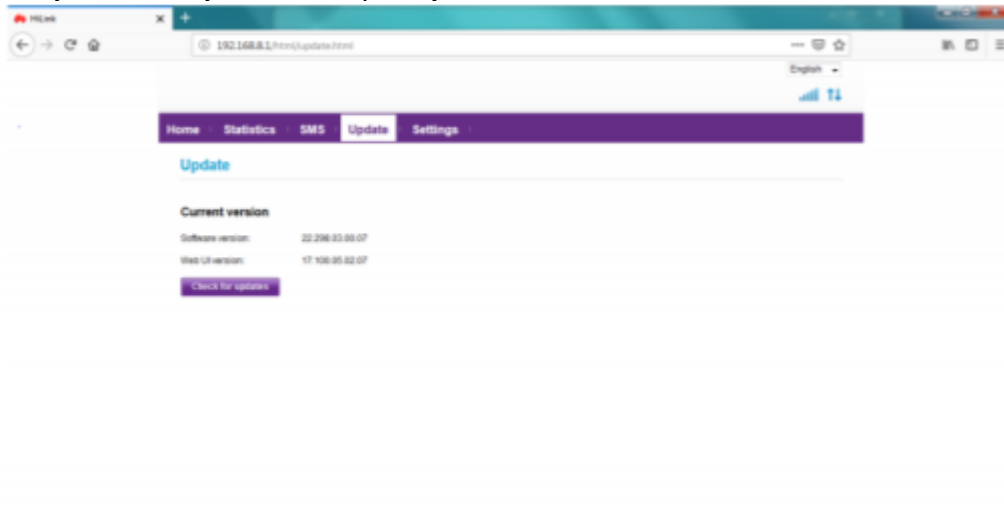 HiLink
192.168.8.1/html/update.html
English
Home Statistics SMS Update Settings
Update
Current version
Software version: 22.298.03.00.07
Web UI version: 17.100.05.02.07
Check for updates